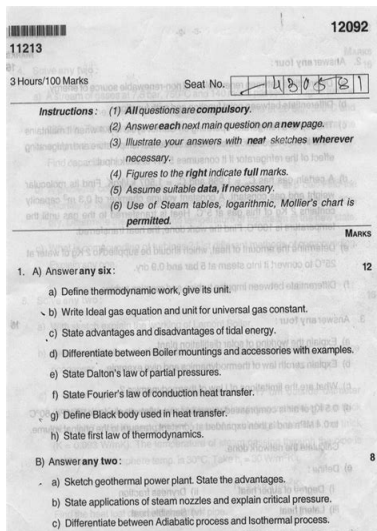 12092
11213
3 Hours/100 Marks Seat No. 48058 1
Instructions : (1) All questions are compulsory.
(2) Answer each next main question on a new page.
(3) Illustrate your answers with neat sketches wherever
necessary.
(4) Figures to the right indicate full marks.
(5) Assume suitable data, if necessary.
(6) Use of Steam tables, logarithmic, Mollier's chart is
permitted.
MARKS
1. A) Answer any six : 12
a) Define thermodynamic work, give its unit.
b) Write Ideal gas equation and unit for universal gas constant.
c) State advantages and disadvantages of tidal energy.
d) Differentiate between Boiler mountings and accessories with examples.
e) State Dalton's law of partial pressures.
f) State Fourier's law of conduction heat transfer.
g) Define Black body used in heat transfer.
h) State first law of thermodynamics.
B) Answer any two : 8
a) Sketch geothermal power plant. State the advantages.
b) State applications of steam nozzles and explain critical pressure.
c) Differentiate between Adiabatic process and Isothermal process.